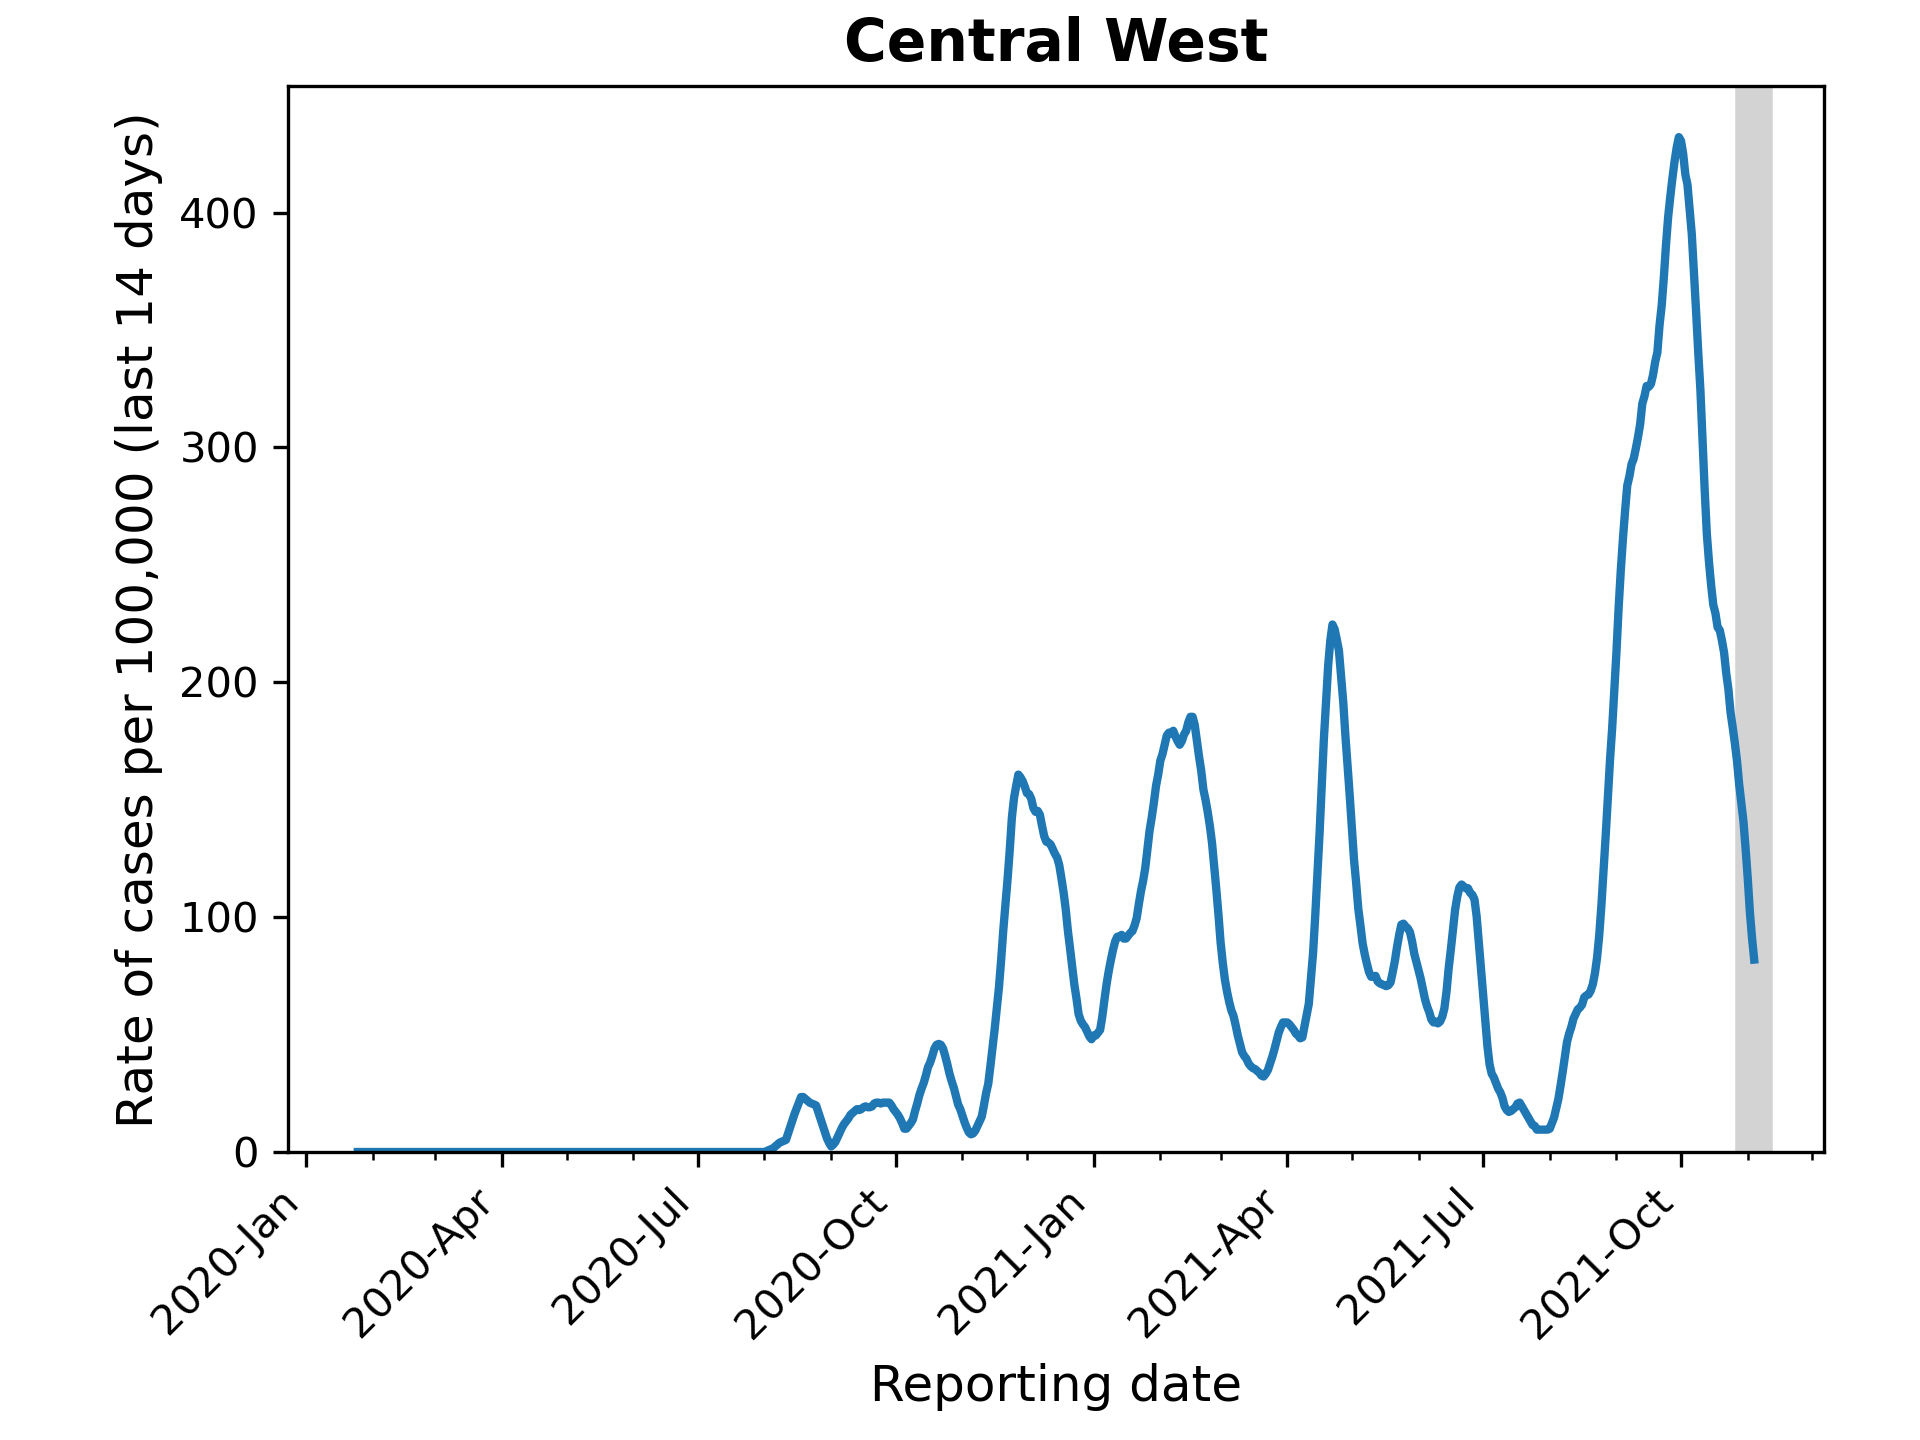 Central West
Rate of cases per 100,000 (last 14 days)
400
300
200
100
0
2020-Jan
2020-Apr
2020-Jul
2020-Oct
2021-Jan
2021-Apr
2021-Jul
2021-Oct
Reporting date